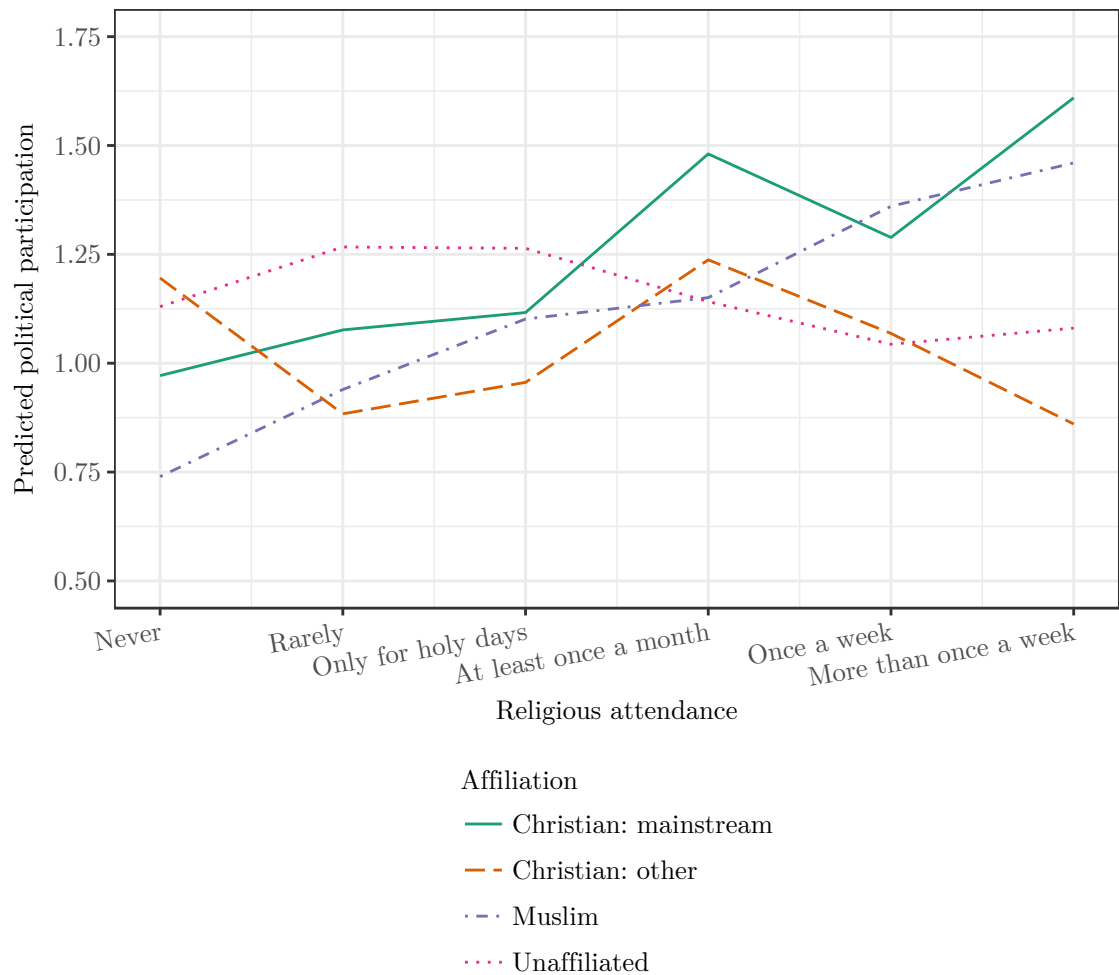 1.75
1.50
1.25
1.00
0.75
0.50
Predicted political participation
Never
Rarely
Only for holy days
At least once a month
Once a week
More than once a week
Religious attendance
Affiliation
Christian: mainstream
Christian: other
Muslim
Unaffiliated